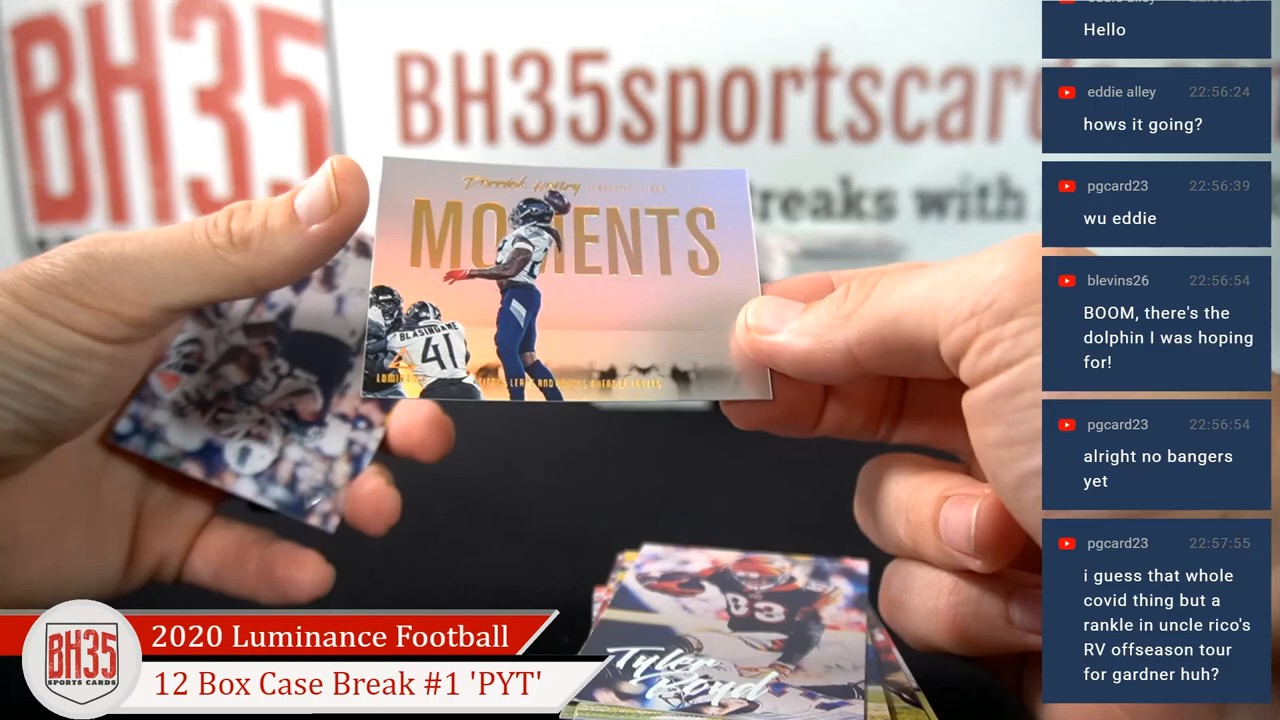 BH35
BH35sportscar
reaks with
Derrick Henry
MOMENTS
BLASINGAME
41
Tyler
Boyd
BH35
SPORTS CARDS
2020 Luminance Football
12 Box Case Break #1 'PYT'
Hello
eddie alley 22:56:24
hows it going?
pgcard23 22:56:39
wu eddie
blevins26 22:56:54
BOOM, there's the
dolphin I was hoping
for!
pgcard23 22:56:54
alright no bangers
yet
pgcard23 22:57:55
i guess that whole
covid thing but a
rankle in uncle rico's
RV offseason tour
for gardner huh?